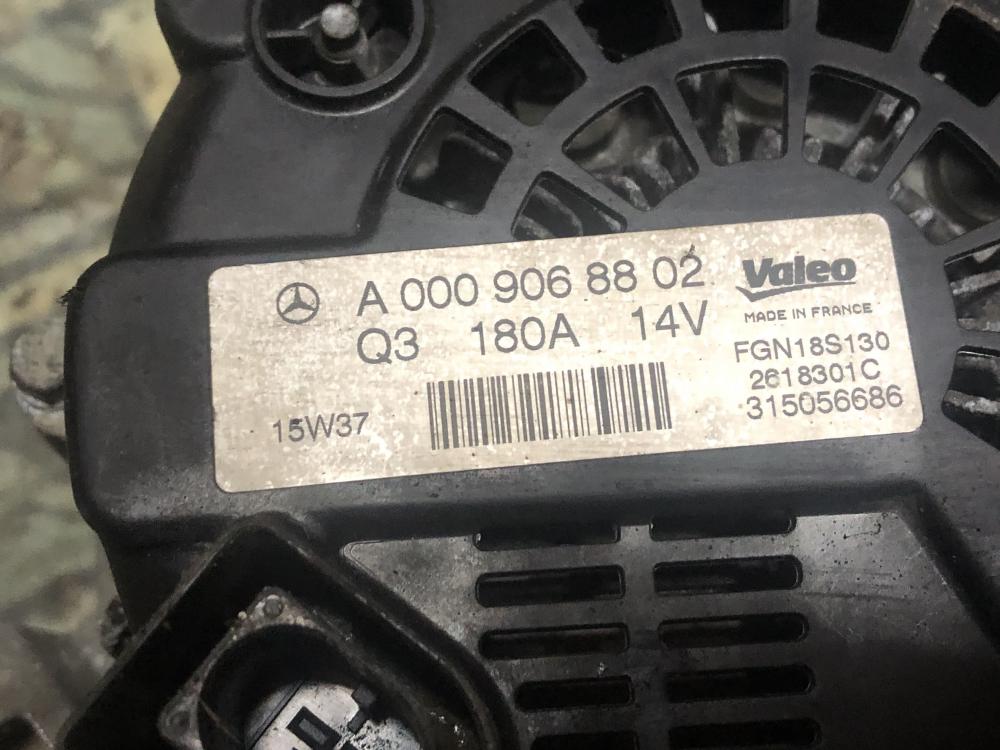 A 000 906 88 02
Q3 180A 14V
15W37
Valeo
MADE IN FRANCE
FGN18S130
2618301C
315056686